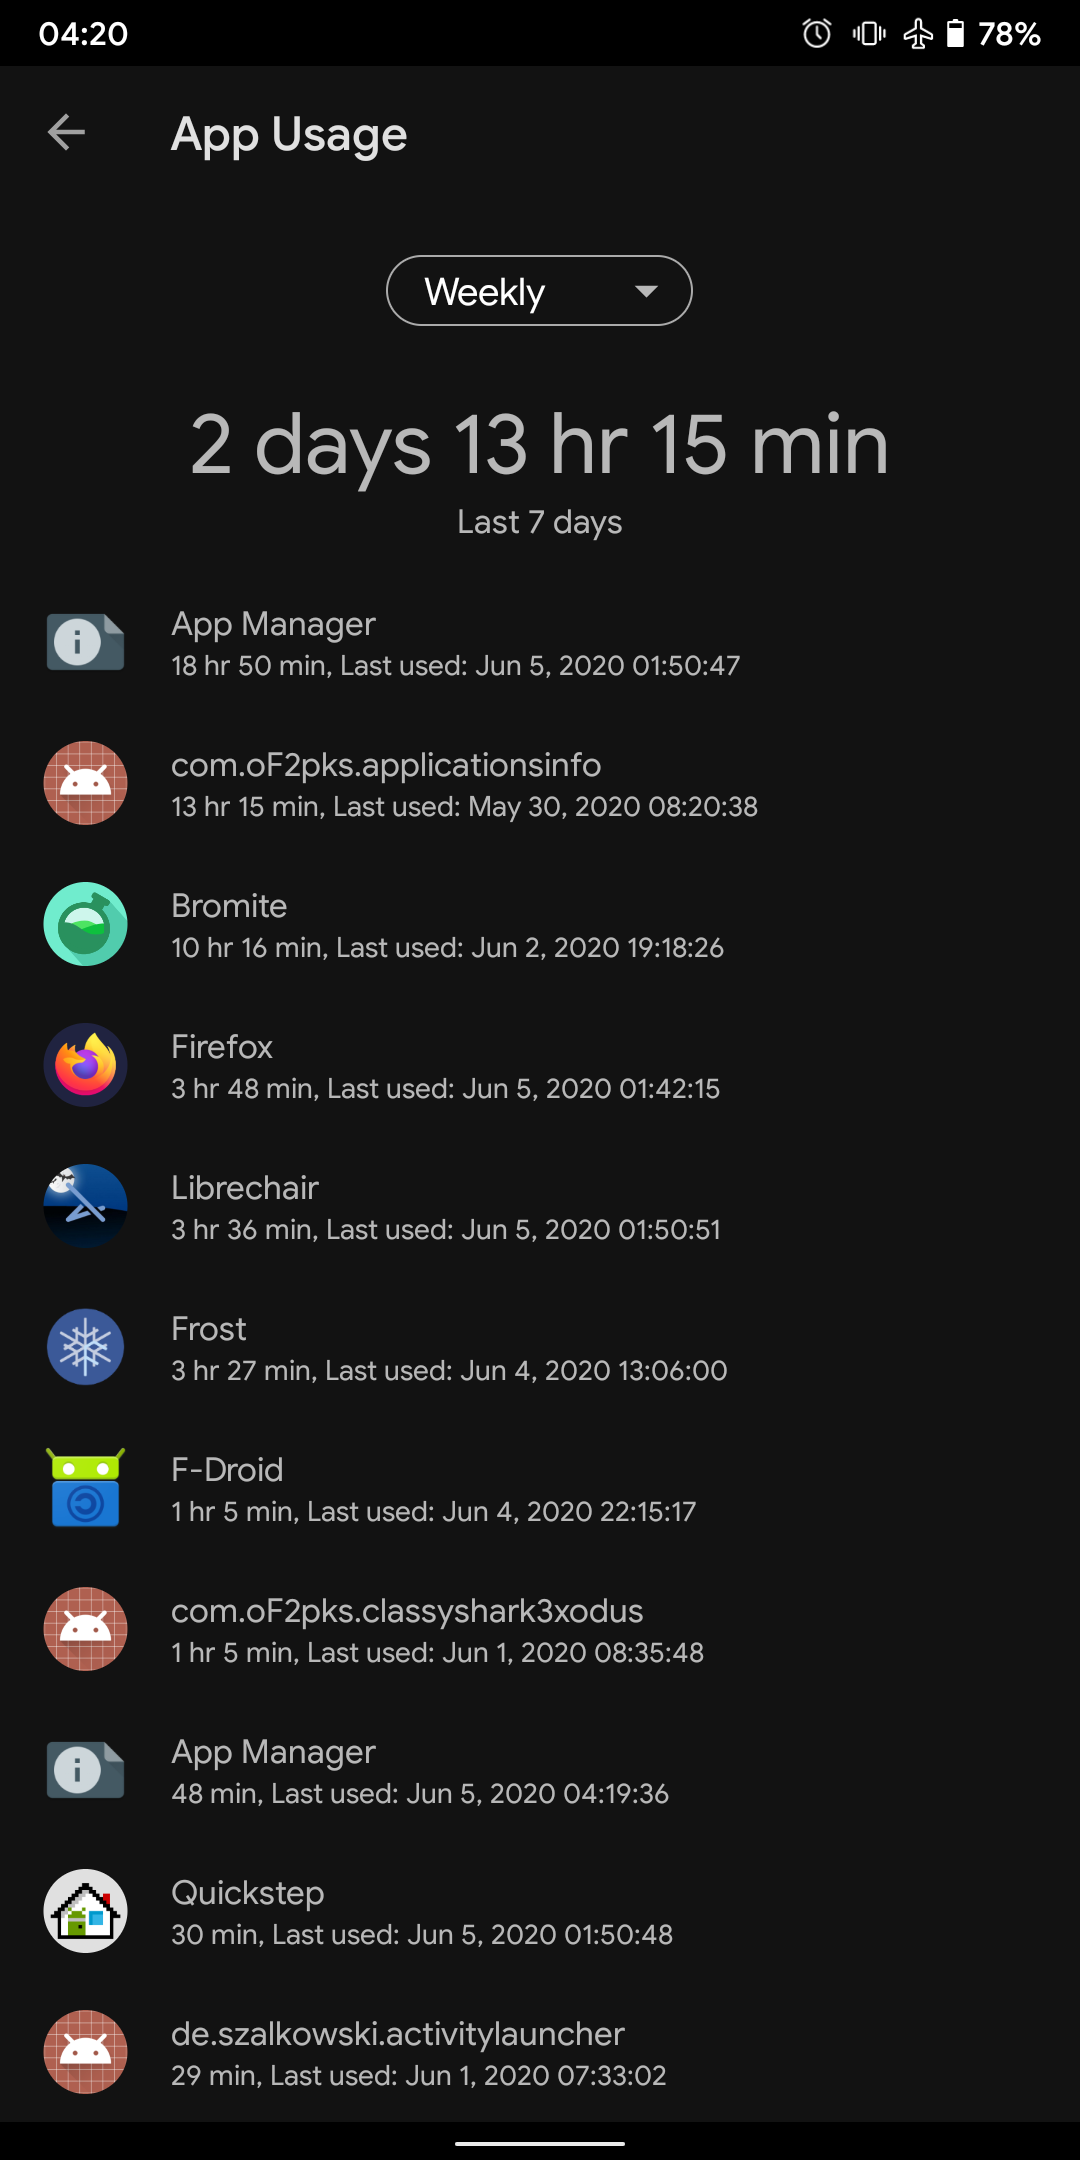 04:20 78%
App Usage
Weekly
2 days 13 hr 15 min
Last 7 days
App Manager
18 hr 50 min, Last used: Jun 5, 2020 01:50:47
com.oF2pks.applicationsinfo
13 hr 15 min, Last used: May 30, 2020 08:20:38
Bromite
10 hr 16 min, Last used: Jun 2, 2020 19:18:26
Firefox
3 hr 48 min, Last used: Jun 5, 2020 01:42:15
Librechair
3 hr 36 min, Last used: Jun 5, 2020 01:50:51
Frost
3 hr 27 min, Last used: Jun 4, 2020 13:06:00
F-Droid
1 hr 5 min, Last used: Jun 4, 2020 22:15:17
com.oF2pks.classyshark3xodus
1 hr 5 min, Last used: Jun 1, 2020 08:35:48
App Manager
48 min, Last used: Jun 5, 2020 04:19:36
Quickstep
30 min, Last used: Jun 5, 2020 01:50:48
de.szalkowski.activitylauncher
29 min, Last used: Jun 1, 2020 07:33:02